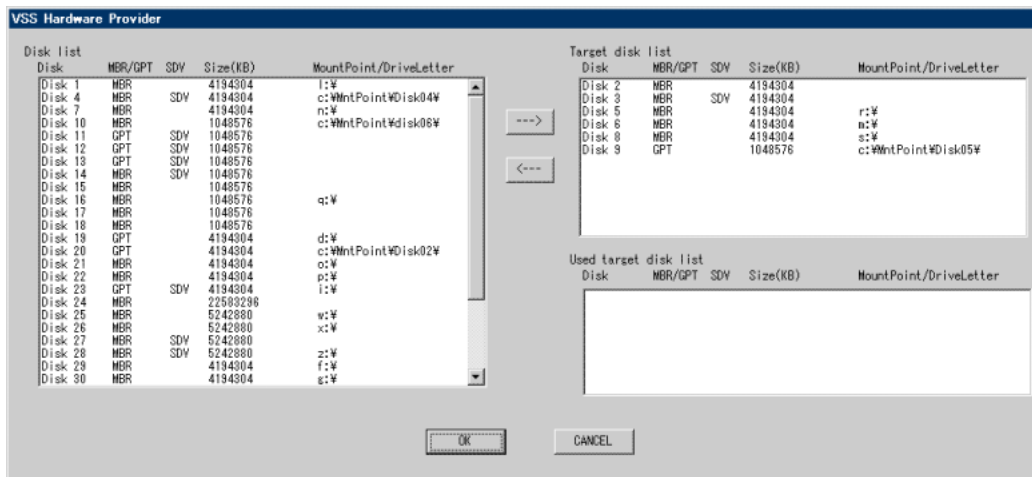 VSS Hardware Provider
Disk list
Disk MBR/GPT SDV Size(KB) MountPoint/DriveLetter
Disk 1 MBR 4194304 l:¥
Disk 4 MBR SDV 4194304 c:¥MntPoint¥Disk04¥
Disk 7 MBR 4194304 n:¥
Disk 10 MBR 1048576 c:¥MntPoint¥disk06¥
Disk 11 GPT SDV 1048576
Disk 12 GPT SDV 1048576
Disk 13 GPT SDV 1048576
Disk 14 MBR SDV 1048576
Disk 15 MBR 1048576
Disk 16 MBR 1048576 q:¥
Disk 17 MBR 1048576
Disk 18 MBR 1048576
Disk 19 GPT 4194304 d:¥
Disk 20 GPT 4194304 c:¥MntPoint¥Disk02¥
Disk 21 MBR 4194304 o:¥
Disk 22 MBR 4194304 p:¥
Disk 23 GPT SDV 4194304 i:¥
Disk 24 MBR 22583296
Disk 25 MBR 5242880 w:¥
Disk 26 MBR 5242880 x:¥
Disk 27 MBR SDV 5242880
Disk 28 MBR SDV 5242880 z:¥
Disk 29 MBR 4194304 f:¥
Disk 30 MBR 4194304 g:¥
--->
<---
Target disk list
Disk MBR/GPT SDV Size(KB) MountPoint/DriveLetter
Disk 2 MBR 4194304
Disk 3 MBR SDV 4194304
Disk 5 MBR 4194304 r:¥
Disk 6 MBR 4194304 m:¥
Disk 8 MBR 4194304 s:¥
Disk 9 GPT 1048576 c:¥MntPoint¥Disk05¥
Used target disk list
Disk MBR/GPT SDV Size(KB) MountPoint/DriveLetter
OK CANCEL